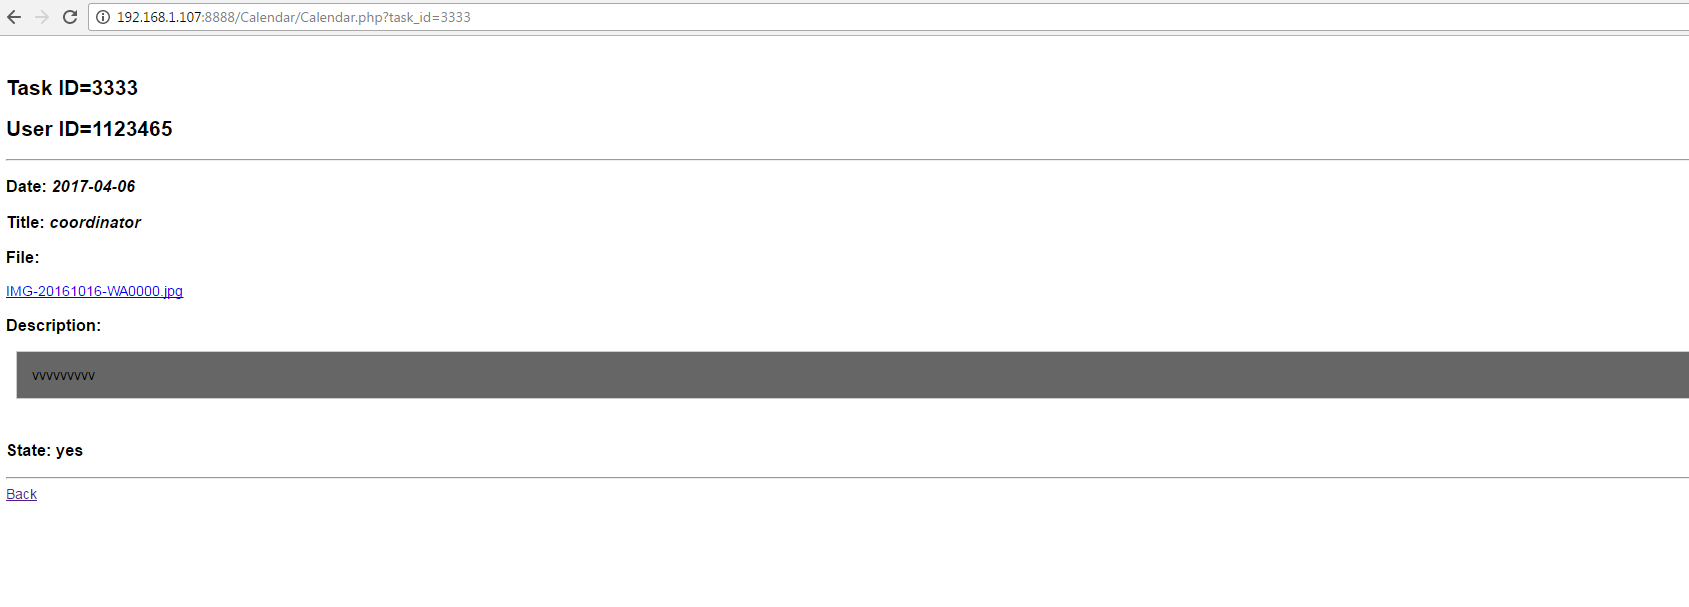 192.168.1.107:8888/Calendar/Calendar.php?task_id=3333
Task ID=3333
User ID=1123465
Date: 2017-04-06
Title: coordinator
File:
IMG-20161016-WA0000.jpg
Description:
vvvvvvvvv
State: yes
Back